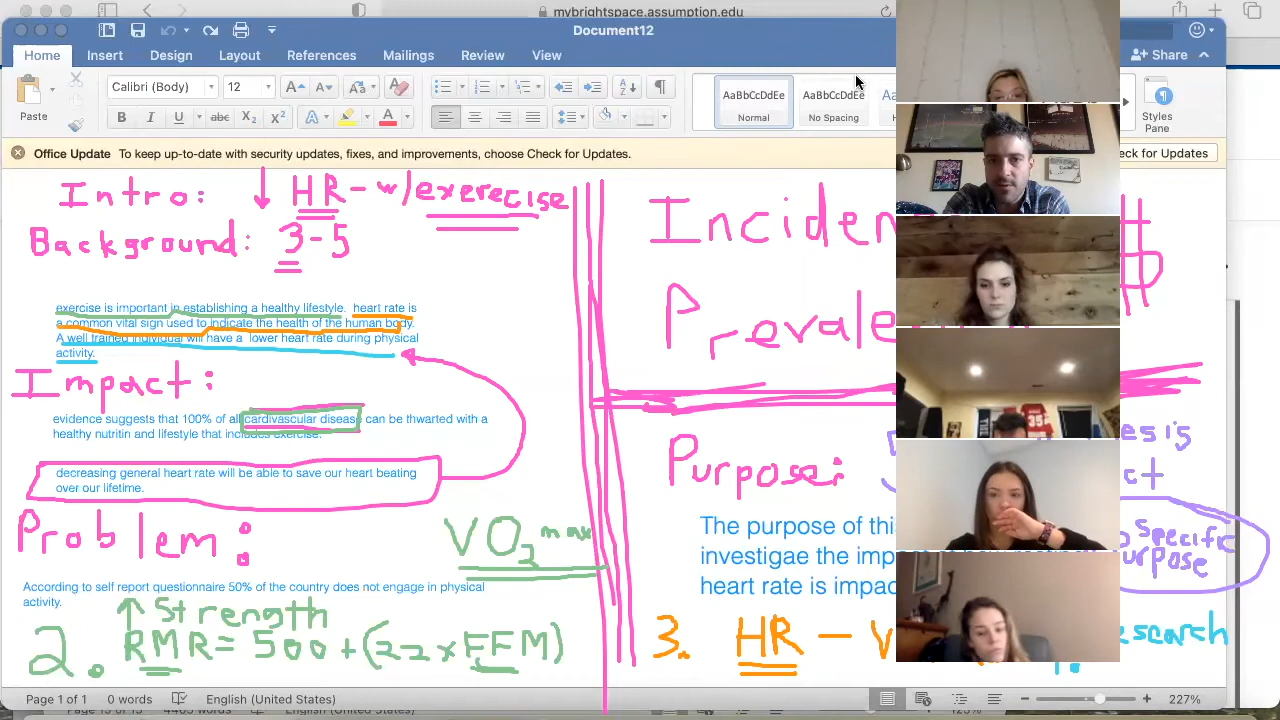 mybrightspace.assumption.edu
Document12
Home Insert Design Layout References Mailings Review View Share
Paste
Calibri (Body) 12
AaBbCcDdEe
Normal
AaBbCcDdEe
No Spacing
Styles
Pane
Office Update To keep up-to-date with security updates, fixes, and improvements, choose Check for Updates.
ck for Updates
Intro: ↓ HR - w/exerecise
Background: 3-5
exercise is important in establishing a healthy lifestyle. heart rate is
a common vital sign used to indicate the health of the human body.
A well trained individual will have a lower heart rate during physical
activity.
Impact:
evidence suggests that 100% of all cardivascular disease can be thwarted with a
healthy nutritin and lifestyle that includes exercise.
decreasing general heart rate will be able to save our heart beating
over our lifetime.
Problem:
VO2 max
According to self report questionnaire 50% of the country does not engage in physical
activity.
↑ Strength
2. RMR = 500 + (22 x FFM)
Inciden
Prevale
Purpose:
The purpose of thi
investigae the imp
heart rate is impac
specific
urpose
3. HR - V
esearch
Page 1 of 1 0 words English (United States) 227%